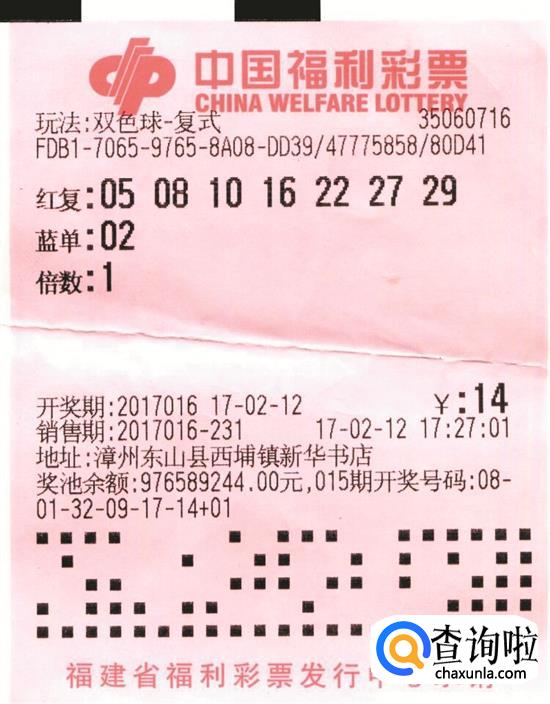 中国福利彩票
CHINA WELFARE LOTTERY
玩法:双色球-复式 35060716
FDB1-7065-9765-8A08-DD39/47775858/80D41
红复:05 08 10 16 22 27 29
蓝单:02
倍数:1
开奖期:2017016 17-02-12 ￥:14
销售期:2017016-231 17-02-12 17:27:01
地址:漳州东山县西埔镇新华书店
奖池余额:976589244.00元,015期开奖号码:08-
01-32-09-17-14+01
福建省福利彩票发行中心
查询啦
chaxunla.com